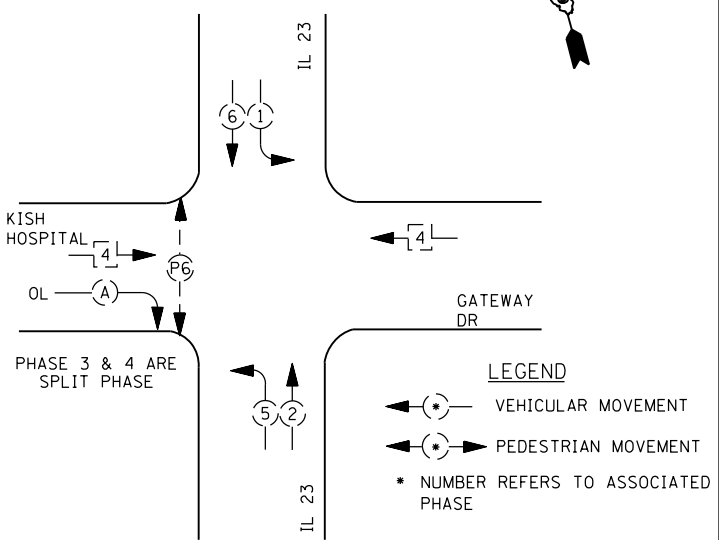 IL 23
6 1
KISH
HOSPITAL
4
4
P6
OL A
GATEWAY
DR
PHASE 3 & 4 ARE
SPLIT PHASE
5 2
IL 23
LEGEND
* VEHICULAR MOVEMENT
* PEDESTRIAN MOVEMENT
* NUMBER REFERS TO ASSOCIATED
PHASE